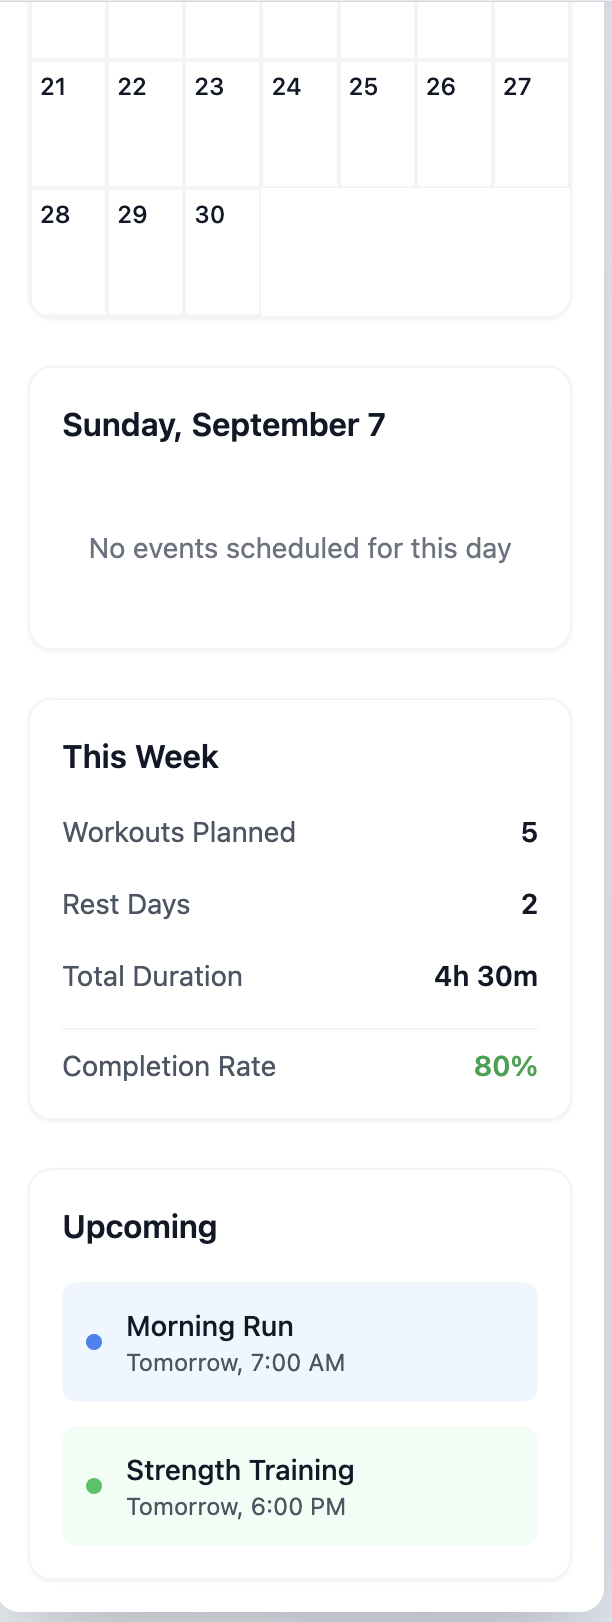 21 22 23 24 25 26 27
28 29 30
Sunday, September 7
No events scheduled for this day
This Week
Workouts Planned 5
Rest Days 2
Total Duration 4h 30m
Completion Rate 80%
Upcoming
Morning Run
Tomorrow, 7:00 AM
Strength Training
Tomorrow, 6:00 PM